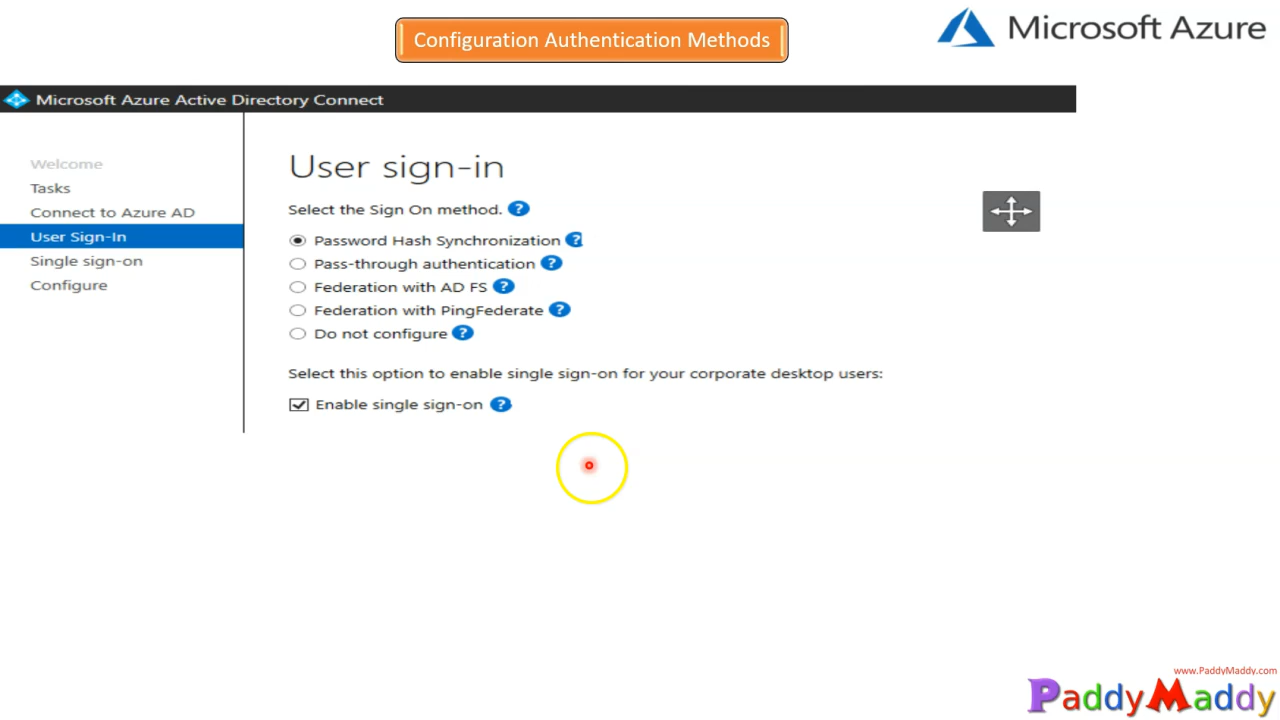 Configuration Authentication Methods
Microsoft Azure
Microsoft Azure Active Directory Connect
Welcome
Tasks
Connect to Azure AD
User Sign-In
Single sign-on
Configure
User sign-in
Select the Sign On method. ?
Password Hash Synchronization ?
Pass-through authentication ?
Federation with AD FS ?
Federation with PingFederate ?
Do not configure ?
Select this option to enable single sign-on for your corporate desktop users:
Enable single sign-on ?
www.PaddyMaddy.com
PaddyMaddy